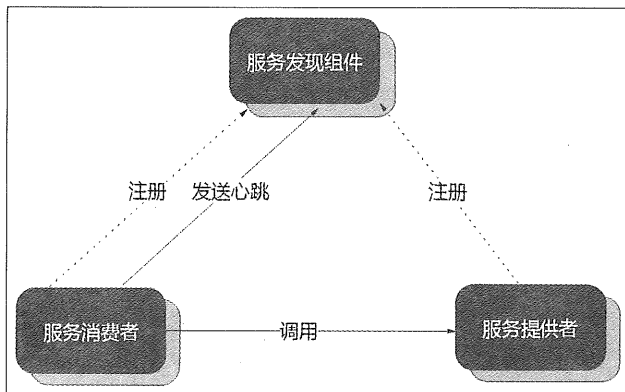 服务发现组件
注册
发送心跳
注册
服务消费者
调用
服务提供者